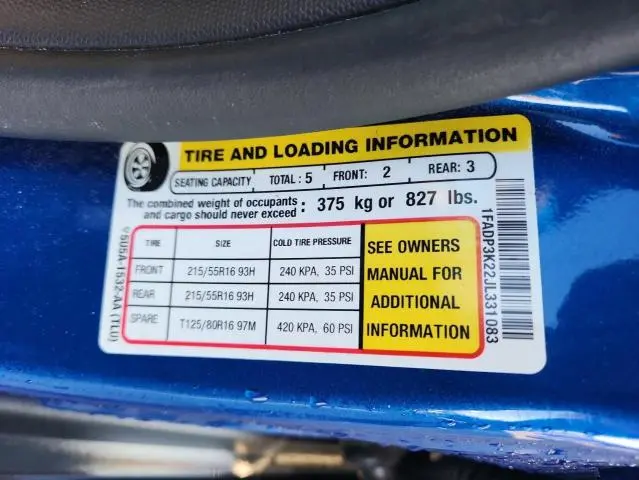 TIRE AND LOADING INFORMATION
SEATING CAPACITY TOTAL: 5 FRONT: 2 REAR: 3
The combined weight of occupants and cargo should never exceed : 375 kg or 827 lbs.
TIRE SIZE COLD TIRE PRESSURE
FRONT 215/55R16 93H 240 KPA, 35 PSI
REAR 215/55R16 93H 240 KPA, 35 PSI
SPARE T125/80R16 97M 420 KPA, 60 PSI
SEE OWNERS
MANUAL FOR
ADDITIONAL
INFORMATION
1FADP3K22JL331083
V5U5A-1532-AA (TLU)